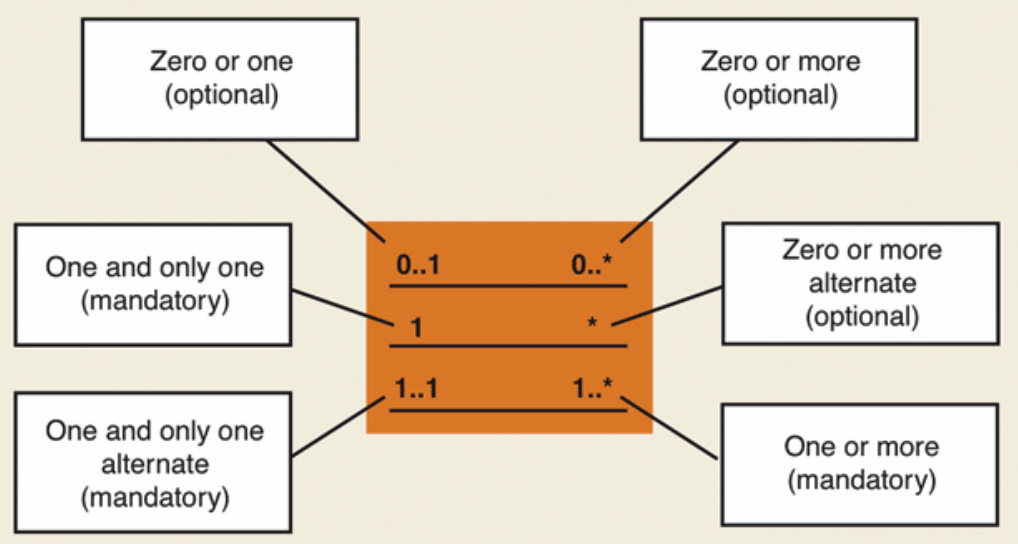 Zero or one
(optional)
Zero or more
(optional)
One and only one
(mandatory)
0..1 0..*
1 *
1..1 1..*
Zero or more
alternate
(optional)
One and only one
alternate
(mandatory)
One or more
(mandatory)